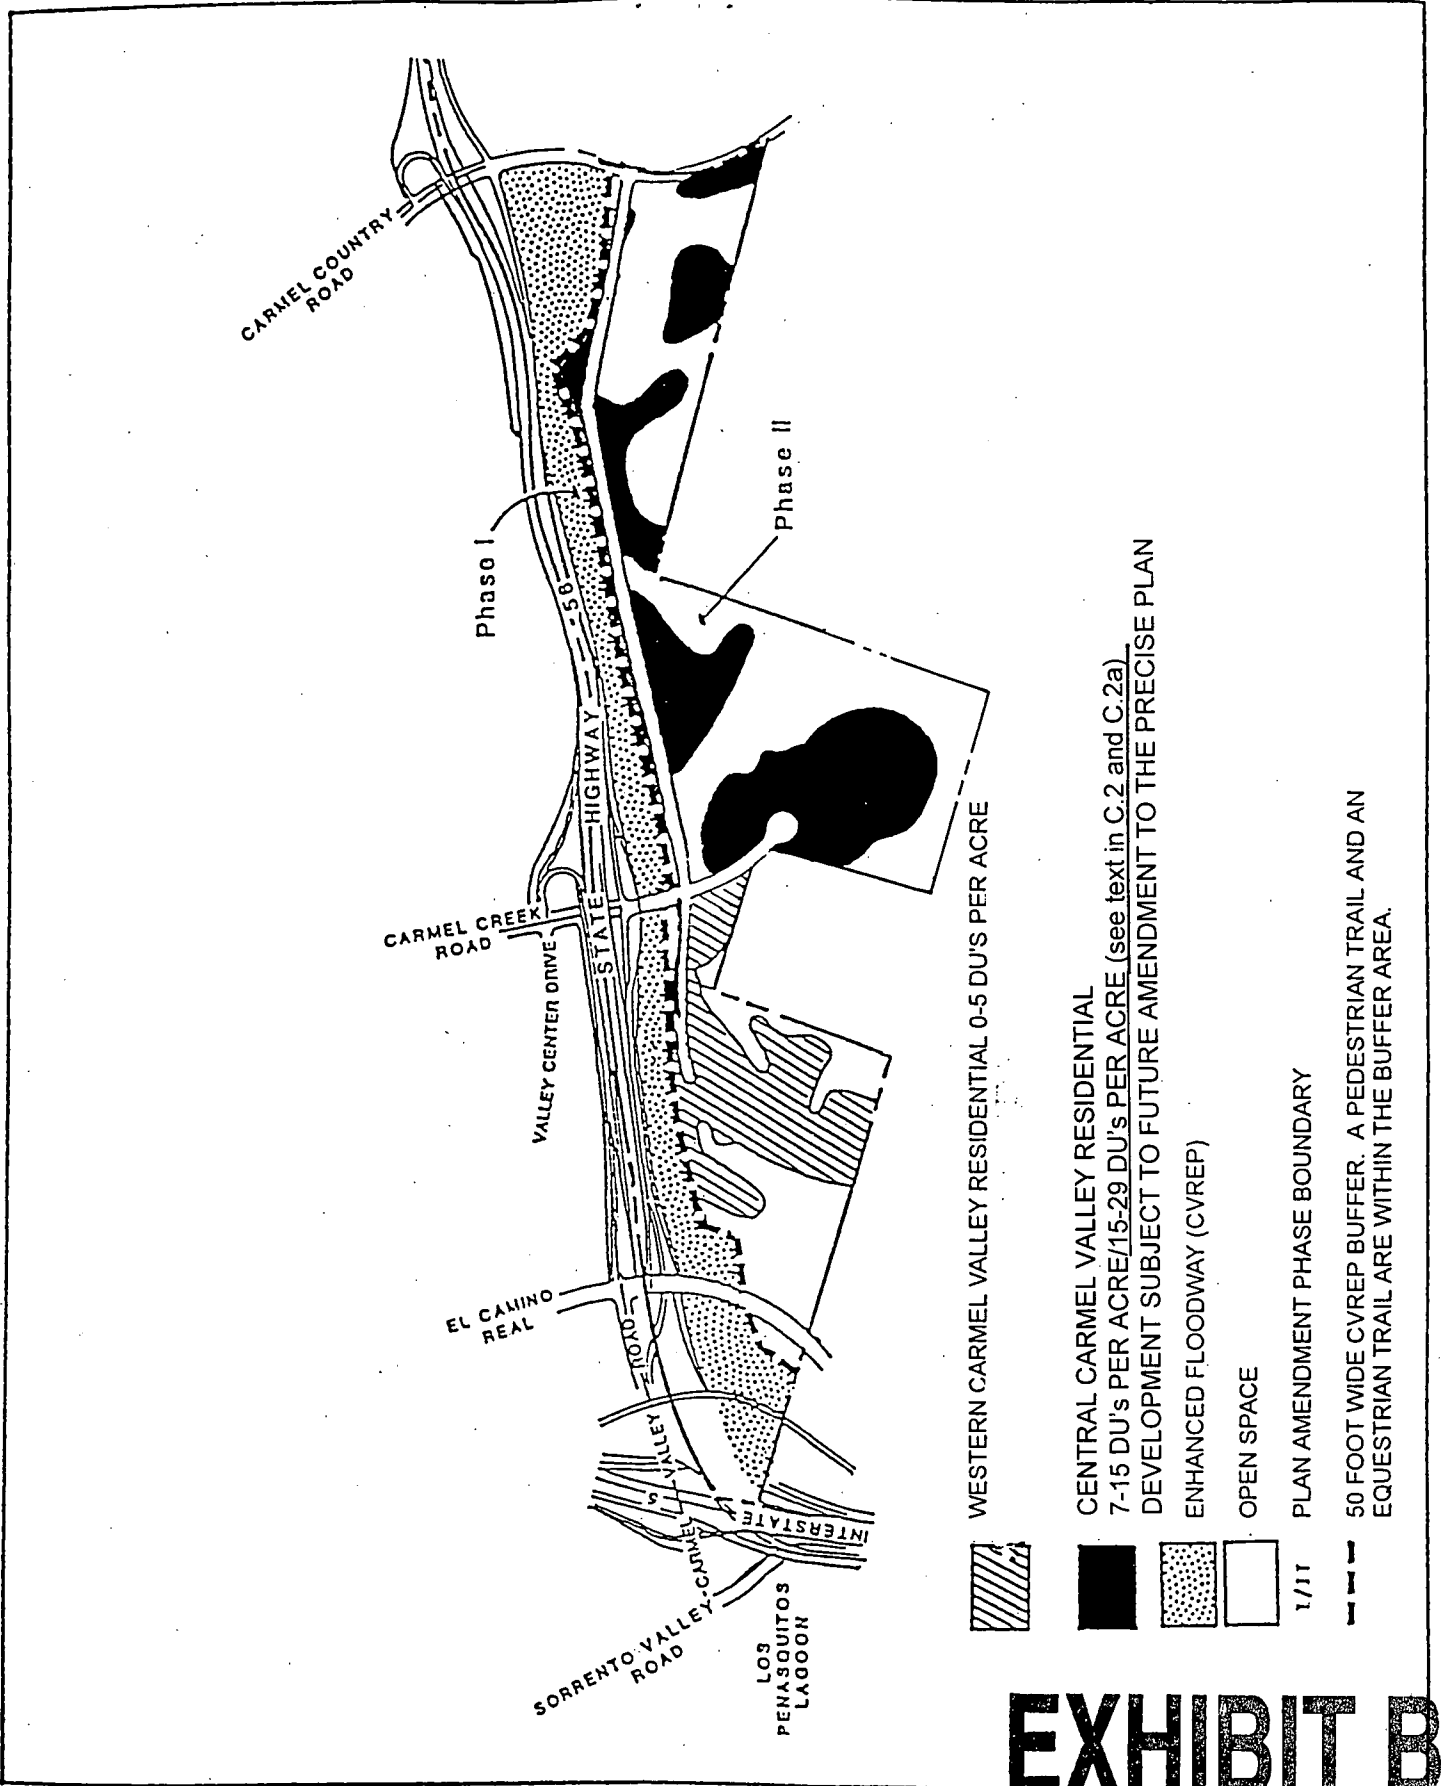 CARMEL COUNTRY
ROAD
Phaso I
Phase II
STATE HIGHWAY - 56
CARMEL CREEK
ROAD
VALLEY CENTER DRIVE
EL CAMINO
REAL
VALLEY
CARMEL
INTERSTATE 5
SORRENTO VALLEY
ROAD
LOS
PENASQUITOS
LAGOON
WESTERN CARMEL VALLEY RESIDENTIAL 0-5 DU'S PER ACRE
CENTRAL CARMEL VALLEY RESIDENTIAL
7-15 DU's PER ACRE/15-29 DU's PER ACRE (see text in C.2 and C.2a)
DEVELOPMENT SUBJECT TO FUTURE AMENDMENT TO THE PRECISE PLAN
ENHANCED FLOODWAY (CVREP)
OPEN SPACE
I/II PLAN AMENDMENT PHASE BOUNDARY
50 FOOT WIDE CVREP BUFFER. A PEDESTRIAN TRAIL AND AN
EQUESTRIAN TRAIL ARE WITHIN THE BUFFER AREA.
EXHIBIT B